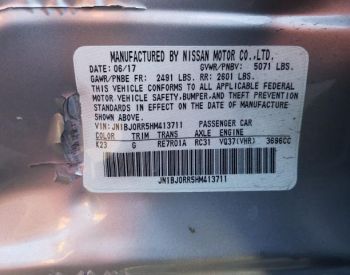 MANUFACTURED BY NISSAN MOTOR CO.,LTD.
DATE 06/17 GVWR/PNBV: 5071 LBS.
GAWR/PNBE FR: 2491 LBS. RR: 2601 LBS.
THIS VEHICLE CONFORMS TO ALL APPLICABLE FEDERAL
MOTOR VEHICLE SAFETY,BUMPER,AND THEFT PREVENTION
STANDARDS IN EFFECT ON THE DATE OF MANUFACTURE
SHOWN ABOVE.
VIN:JN1BJ0RR5HM413711 PASSENGER CAR
COLOR TRIM TRANS AXLE ENGINE
K23 G RE7R01A RC31 VQ37(VHR) 3696CC
JN1BJ0RR5HM413711